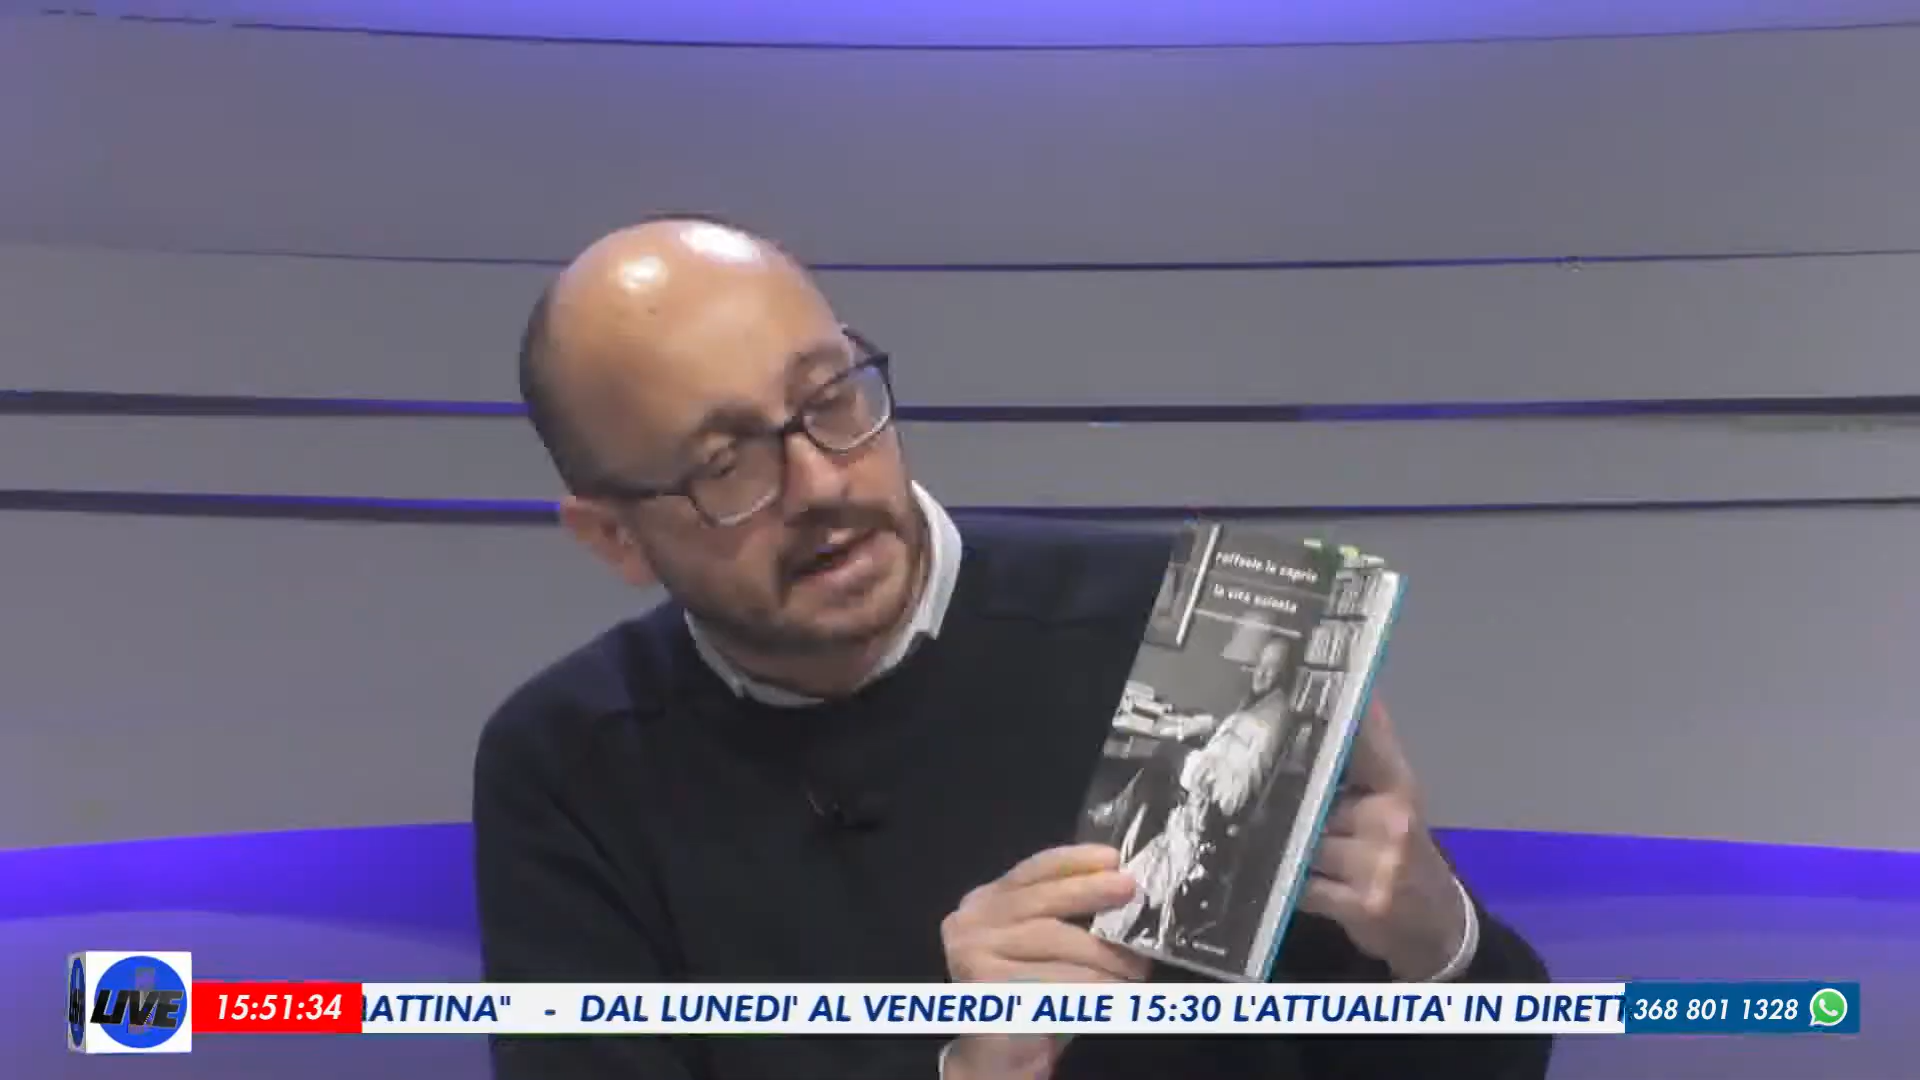 raffaele la capria
la vita salvata
LIVE
15:51:34
ATTINA" - DAL LUNEDI' AL VENERDI' ALLE 15:30 L'ATTUALITA' IN DIRETT
368 801 1328